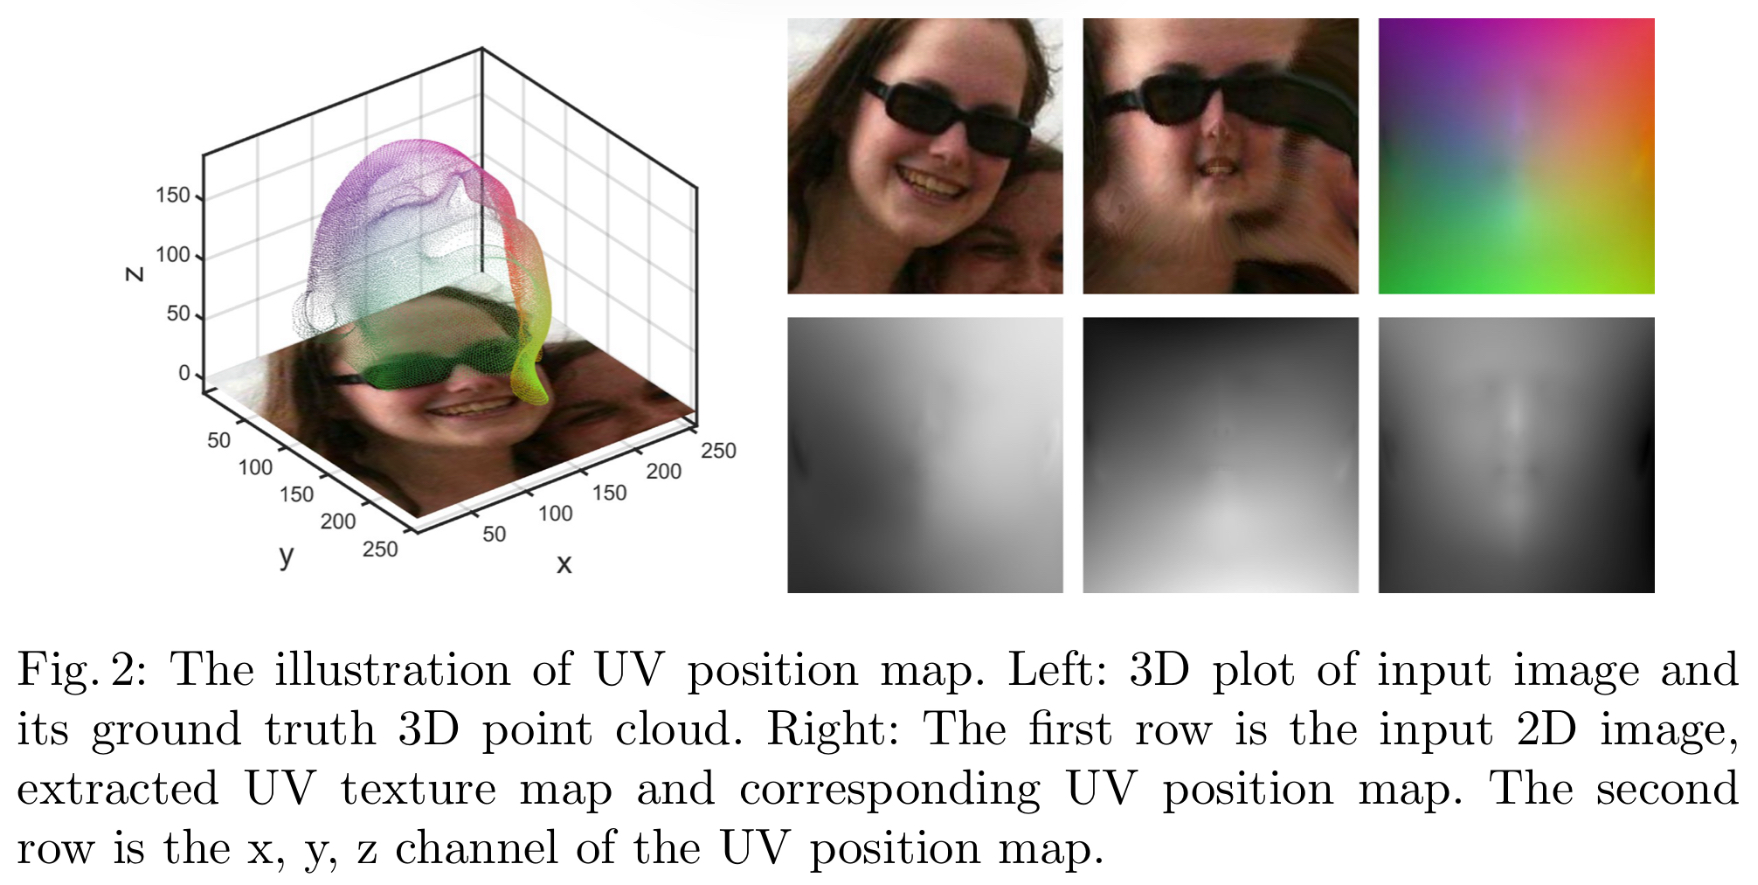 150
100
50
0
z
50
100
150
200
250
y
50
100
150
200
250
x
Fig. 2: The illustration of UV position map. Left: 3D plot of input image and
its ground truth 3D point cloud. Right: The first row is the input 2D image,
extracted UV texture map and corresponding UV position map. The second
row is the x, y, z channel of the UV position map.